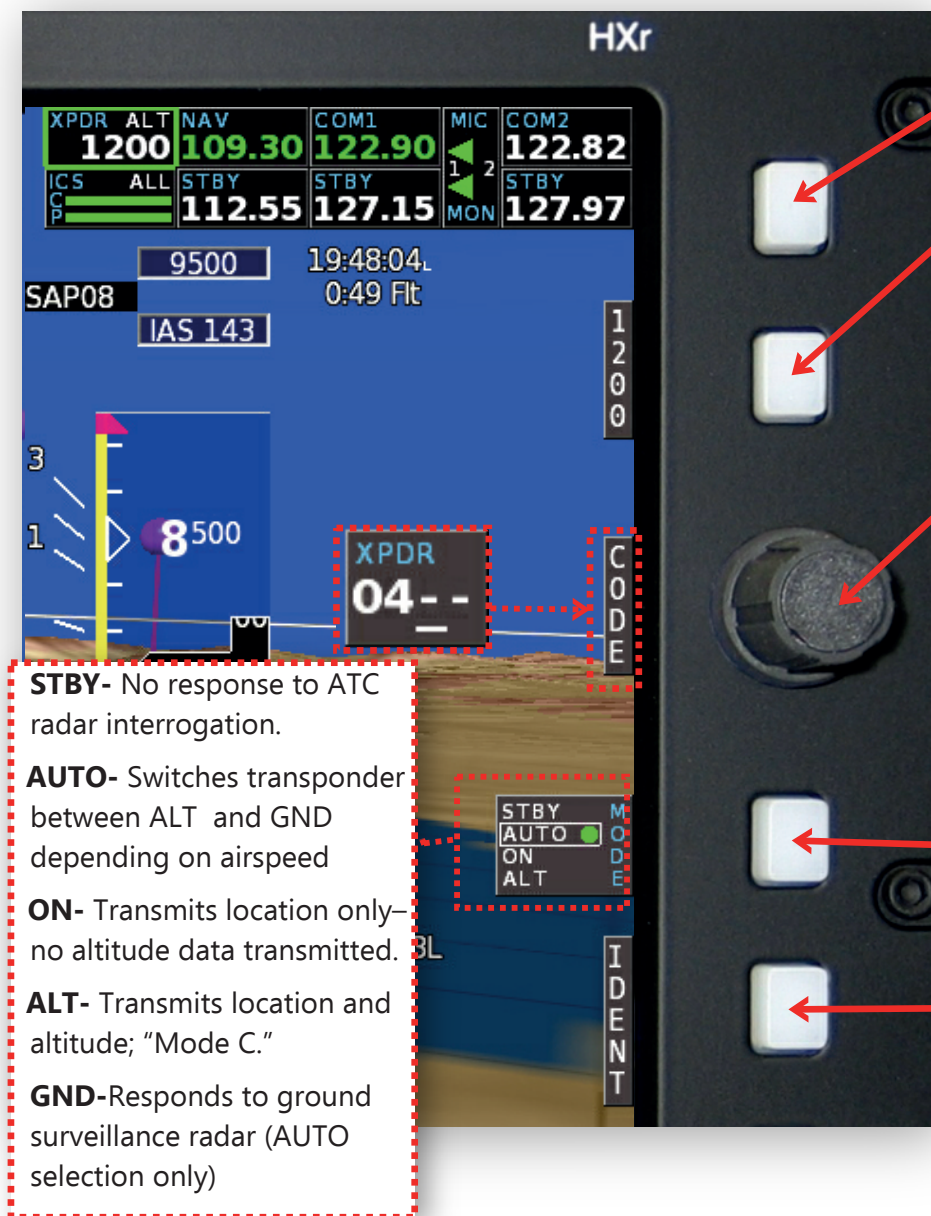 HXr
XPDR ALT NAV COM1 MIC COM2
1200 109.30 122.90 1 2 122.82
ICS ALL STBY STBY STBY
C
P 112.55 127.15 MON 127.97
9500 19:48:04L
SAP08 0:49 Flt
IAS 143
1200
3
1
8500
XPDR
04--
CODE
STBY- No response to ATC
radar interrogation.
AUTO- Switches transponder
between ALT and GND
depending on airspeed
ON- Transmits location only–
no altitude data transmitted.
ALT- Transmits location and
altitude; “Mode C.”
GND-Responds to ground
surveillance radar (AUTO
selection only)
STBY M
AUTO O
ON D
ALT E
IDENT